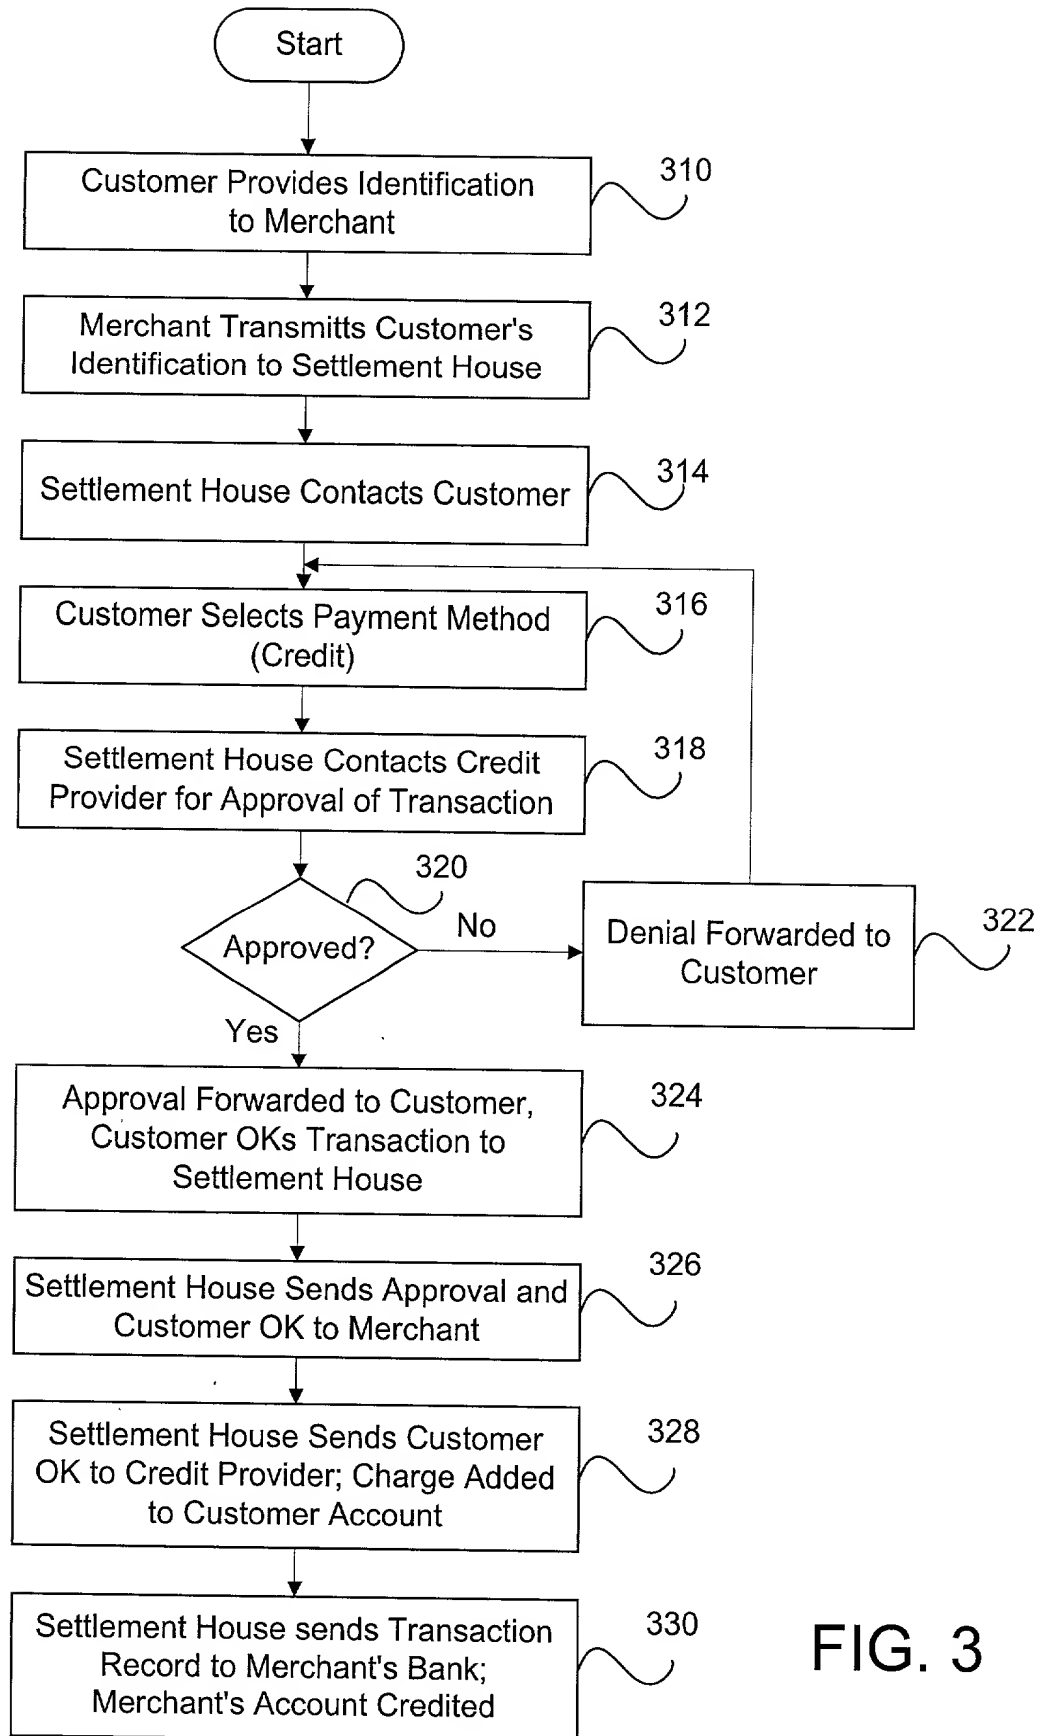 Start
Customer Provides Identification
to Merchant
310
Merchant Transmitts Customer's
Identification to Settlement House
312
Settlement House Contacts Customer
314
Customer Selects Payment Method
(Credit)
316
Settlement House Contacts Credit
Provider for Approval of Transaction
318
320
Approved?
No
Denial Forwarded to
Customer
322
Yes
Approval Forwarded to Customer,
Customer OKs Transaction to
Settlement House
324
Settlement House Sends Approval and
Customer OK to Merchant
326
Settlement House Sends Customer
OK to Credit Provider; Charge Added
to Customer Account
328
Settlement House sends Transaction
Record to Merchant's Bank;
Merchant's Account Credited
330
FIG. 3